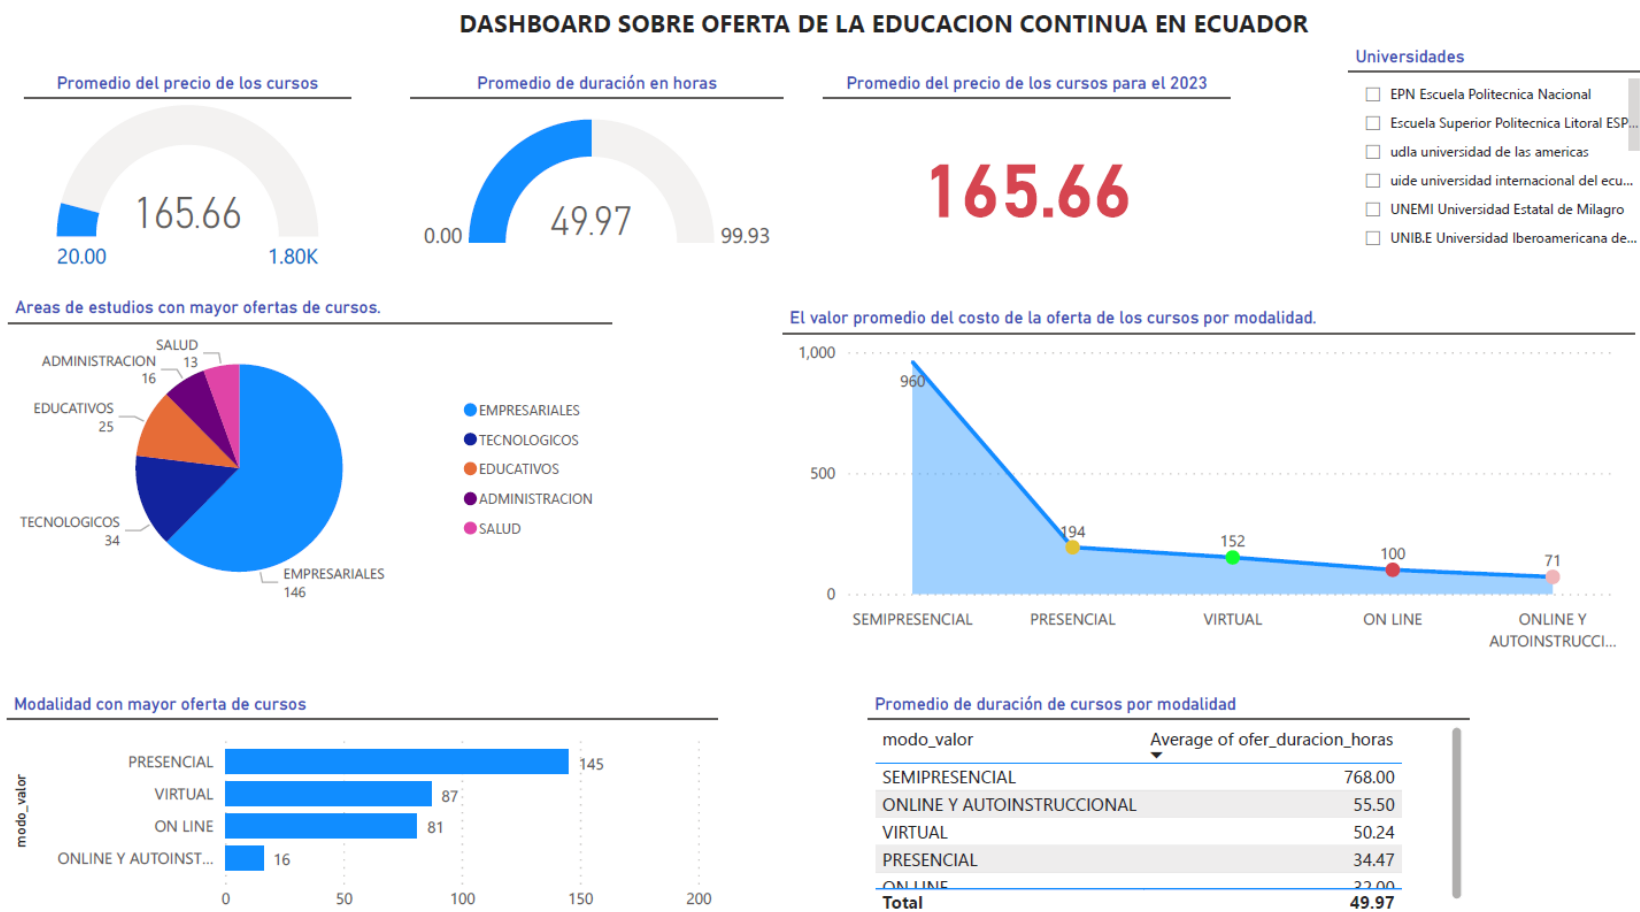 DASHBOARD SOBRE OFERTA DE LA EDUCACION CONTINUA EN ECUADOR
Promedio del precio de los cursos
165.66
20.00
1.80K
Promedio de duración en horas
49.97
0.00
99.93
Promedio del precio de los cursos para el 2023
165.66
Universidades
EPN Escuela Politecnica Nacional
Escuela Superior Politecnica Litoral ESP...
udla universidad de las americas
uide universidad internacional del ecu...
UNEMI Universidad Estatal de Milagro
UNIB.E Universidad Iberoamericana de...
Areas de estudios con mayor ofertas de cursos.
SALUD
13
ADMINISTRACION
16
EDUCATIVOS
25
TECNOLOGICOS
34
EMPRESARIALES
146
EMPRESARIALES
TECNOLOGICOS
EDUCATIVOS
ADMINISTRACION
SALUD
El valor promedio del costo de la oferta de los cursos por modalidad.
1,000
500
0
960
194
152
100
71
SEMIPRESENCIAL
PRESENCIAL
VIRTUAL
ON LINE
ONLINE Y
AUTOINSTRUCCI...
Modalidad con mayor oferta de cursos
modo_valor
PRESENCIAL 145
VIRTUAL 87
ON LINE 81
ONLINE Y AUTOINST... 16
0 50 100 150 200
Promedio de duración de cursos por modalidad
modo_valor Average of ofer_duracion_horas
SEMIPRESENCIAL 768.00
ONLINE Y AUTOINSTRUCCIONAL 55.50
VIRTUAL 50.24
PRESENCIAL 34.47
ON LINE 32.00
Total 49.97